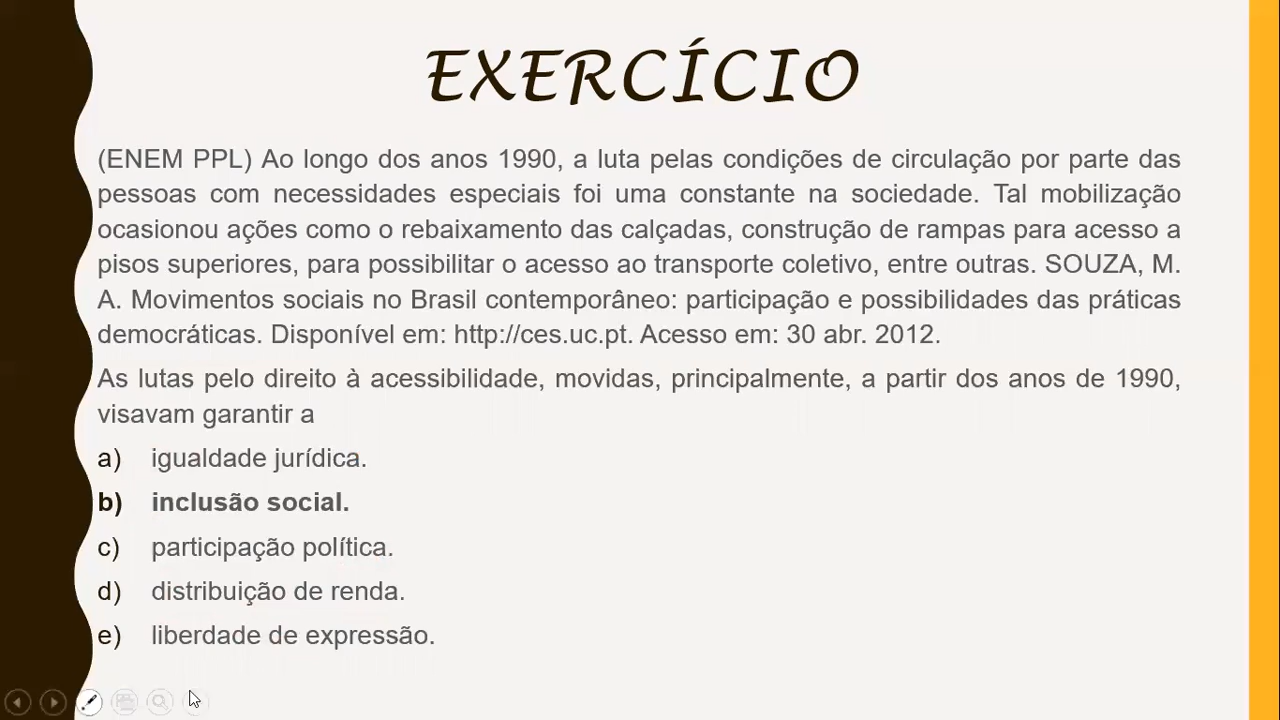 EXERCÍCIO
(ENEM PPL) Ao longo dos anos 1990, a luta pelas condições de circulação por parte das
pessoas com necessidades especiais foi uma constante na sociedade. Tal mobilização
ocasionou ações como o rebaixamento das calçadas, construção de rampas para acesso a
pisos superiores, para possibilitar o acesso ao transporte coletivo, entre outras. SOUZA, M.
A. Movimentos sociais no Brasil contemporâneo: participação e possibilidades das práticas
democráticas. Disponível em: http://ces.uc.pt. Acesso em: 30 abr. 2012.
As lutas pelo direito à acessibilidade, movidas, principalmente, a partir dos anos de 1990,
visavam garantir a
a) igualdade jurídica.
b) inclusão social.
c) participação política.
d) distribuição de renda.
e) liberdade de expressão.